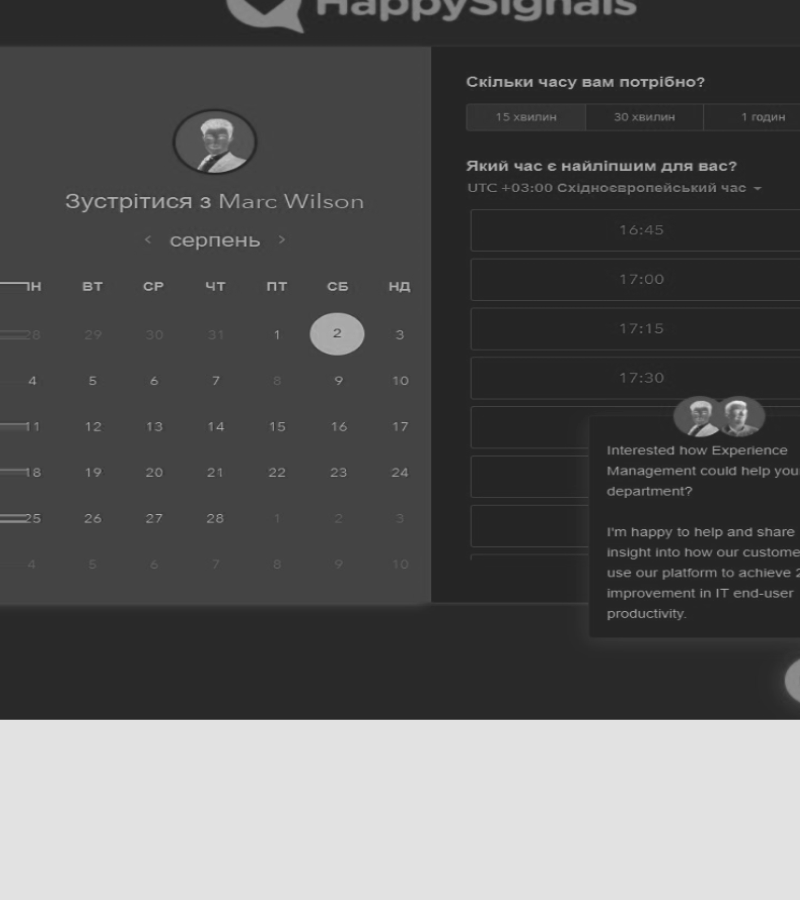 HappySignals
Зустрітися з Marc Wilson
серпень
ВТ СР ЧТ ПТ СБ НД
28 29 30 31 1 2 3
4 5 6 7 8 9 10
11 12 13 14 15 16 17
18 19 20 21 22 23 24
25 26 27 28 1 2 3
4 5 6 7 8 9 10
Скільки часу вам потрібно?
15 хвилин 30 хвилин 1 годин
Який час є найліпшим для вас?
UTC +03:00 Східноєвропейський час
16:45
17:00
17:15
17:30
Interested how Experience
Management could help your
department?
I'm happy to help and share
insight into how our custome
use our platform to achieve 2
improvement in IT end-user
productivity.